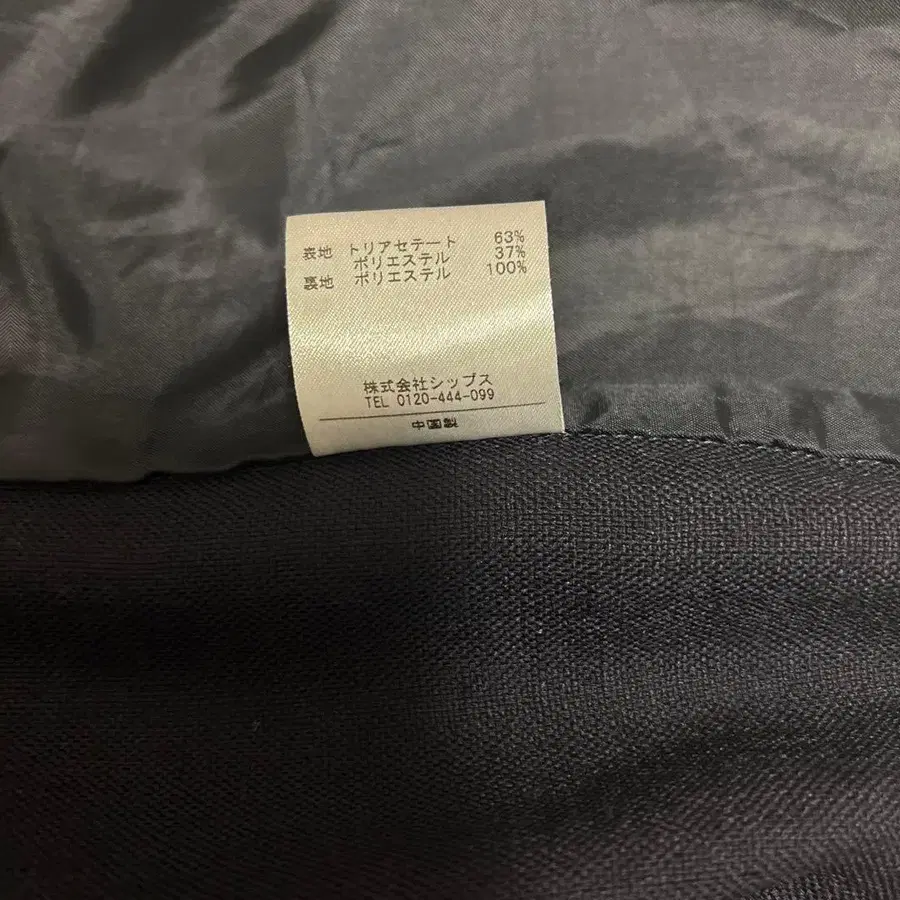 表地 トリアセテート 63%
ポリエステル 37%
裏地 ポリエステル 100%
株式会社シップス
TEL 0120-444-099
中国製